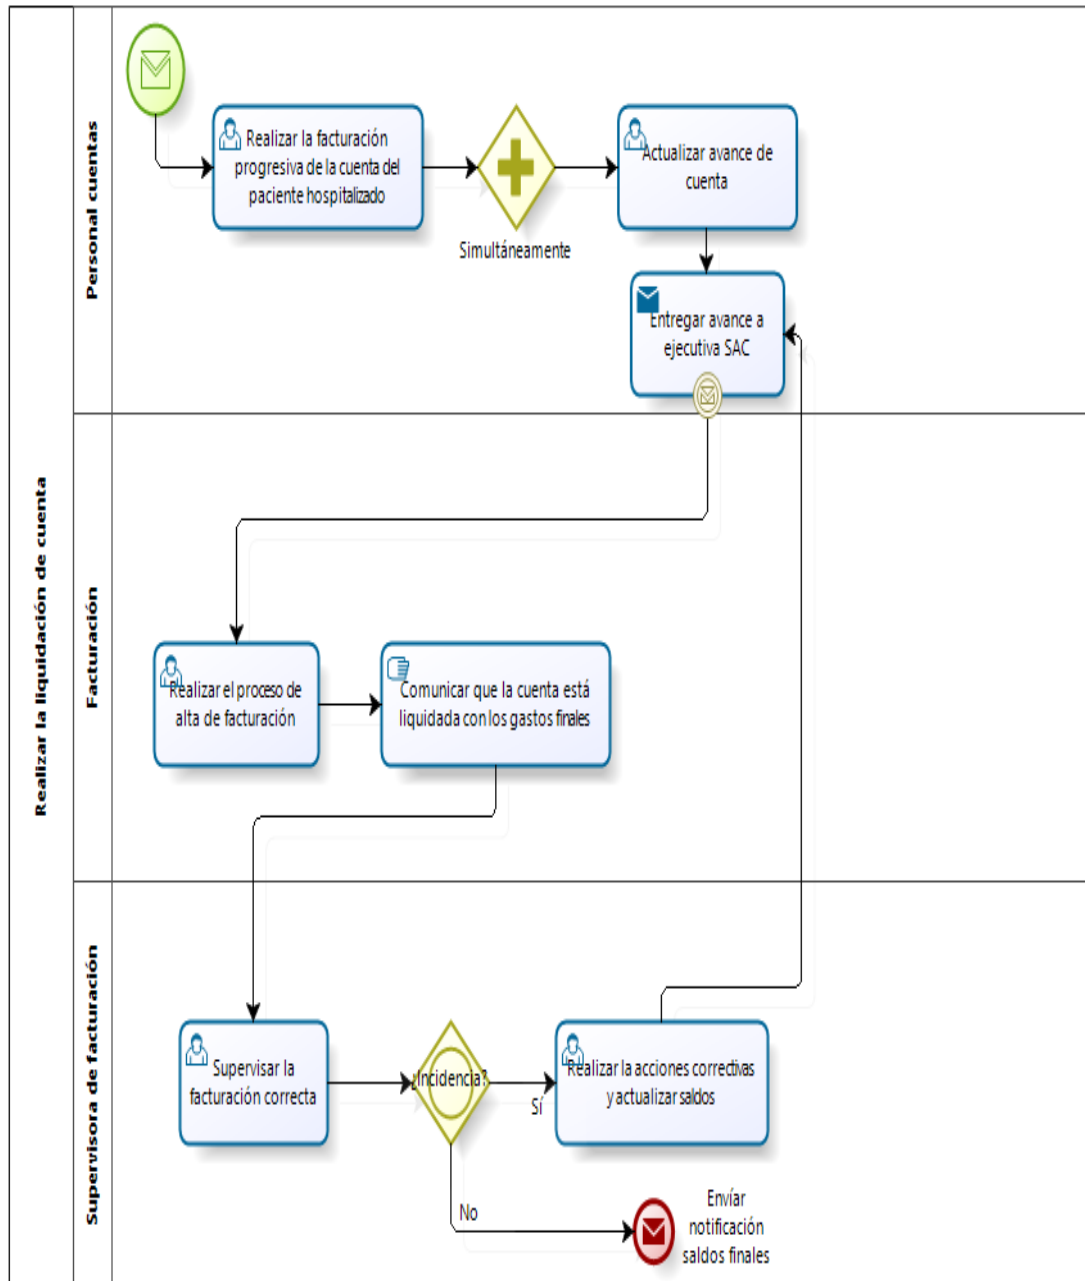 Realizar la liquidación de cuenta
Personal cuentas
Realizar la facturación
progresiva de la cuenta del
paciente hospitalizado
Simultáneamente
Actualizar avance de
cuenta
Entregar avance a
ejecutiva SAC
Facturación
Realizar el proceso de
alta de facturación
Comunicar que la cuenta está
liquidada con los gastos finales
Supervisora de facturación
Supervisar la
facturación correcta
¿Incidencia?
Sí
No
Realizar la acciones correctivas
y actualizar saldos
Envíar
notificación
saldos finales